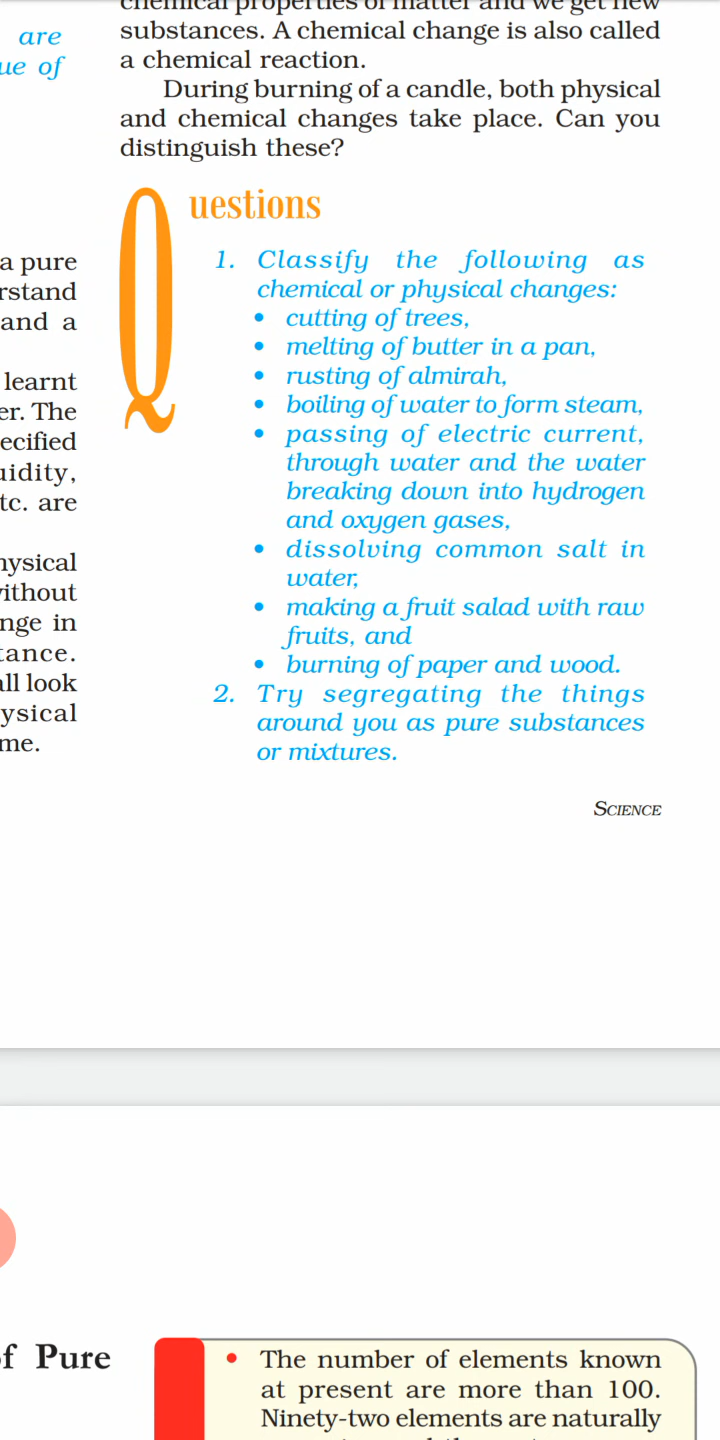 chemical properties of matter and we get new
substances. A chemical change is also called
a chemical reaction.
During burning of a candle, both physical
and chemical changes take place. Can you
distinguish these?
are
ue of
a pure
rstand
and a
learnt
er. The
ecified
uidity,
tc. are
hysical
vithout
nge in
tance.
all look
ysical
me.
Questions
1. Classify the following as
chemical or physical changes:
• cutting of trees,
• melting of butter in a pan,
• rusting of almirah,
• boiling of water to form steam,
• passing of electric current,
through water and the water
breaking down into hydrogen
and oxygen gases,
• dissolving common salt in
water,
• making a fruit salad with raw
fruits, and
• burning of paper and wood.
2. Try segregating the things
around you as pure substances
or mixtures.
SCIENCE
of Pure
• The number of elements known
at present are more than 100.
Ninety-two elements are naturally